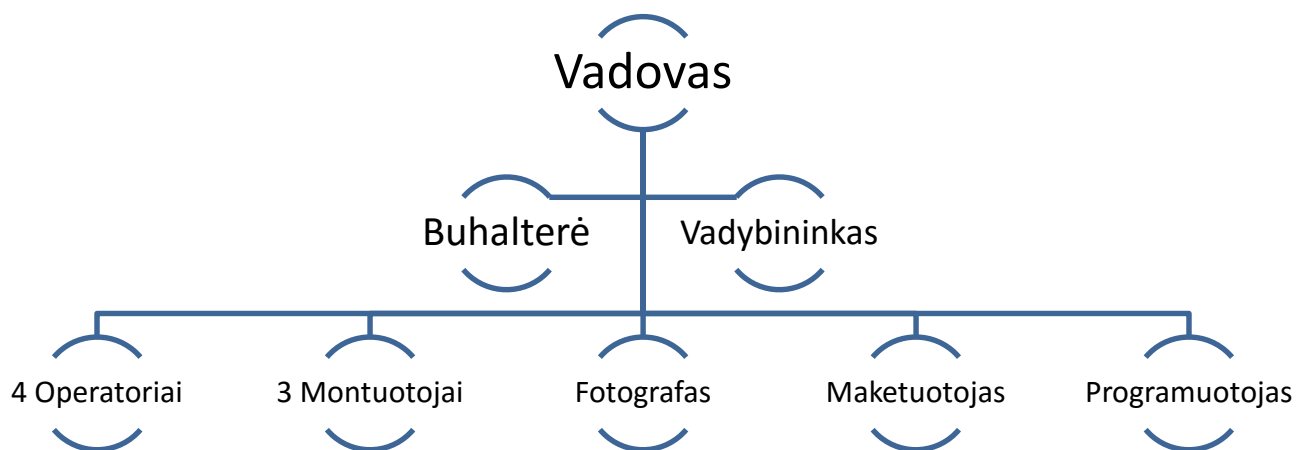 Vadovas
Buhalterė
Vadybininkas
4 Operatoriai
3 Montuotojai
Fotografas
Maketuotojas
Programuotojas